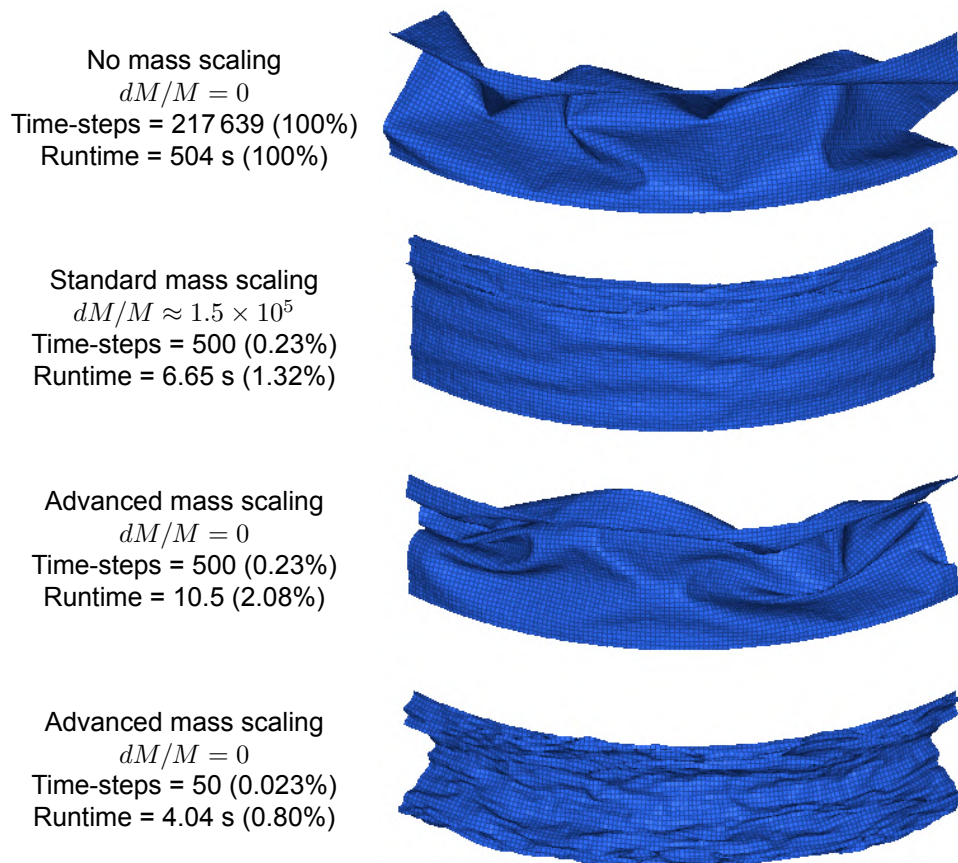 No mass scaling
dM/M = 0
Time-steps = 217 639 (100%)
Runtime = 504 s (100%)
Standard mass scaling
dM/M ≈ 1.5 × 10⁵
Time-steps = 500 (0.23%)
Runtime = 6.65 s (1.32%)
Advanced mass scaling
dM/M = 0
Time-steps = 500 (0.23%)
Runtime = 10.5 (2.08%)
Advanced mass scaling
dM/M = 0
Time-steps = 50 (0.023%)
Runtime = 4.04 s (0.80%)